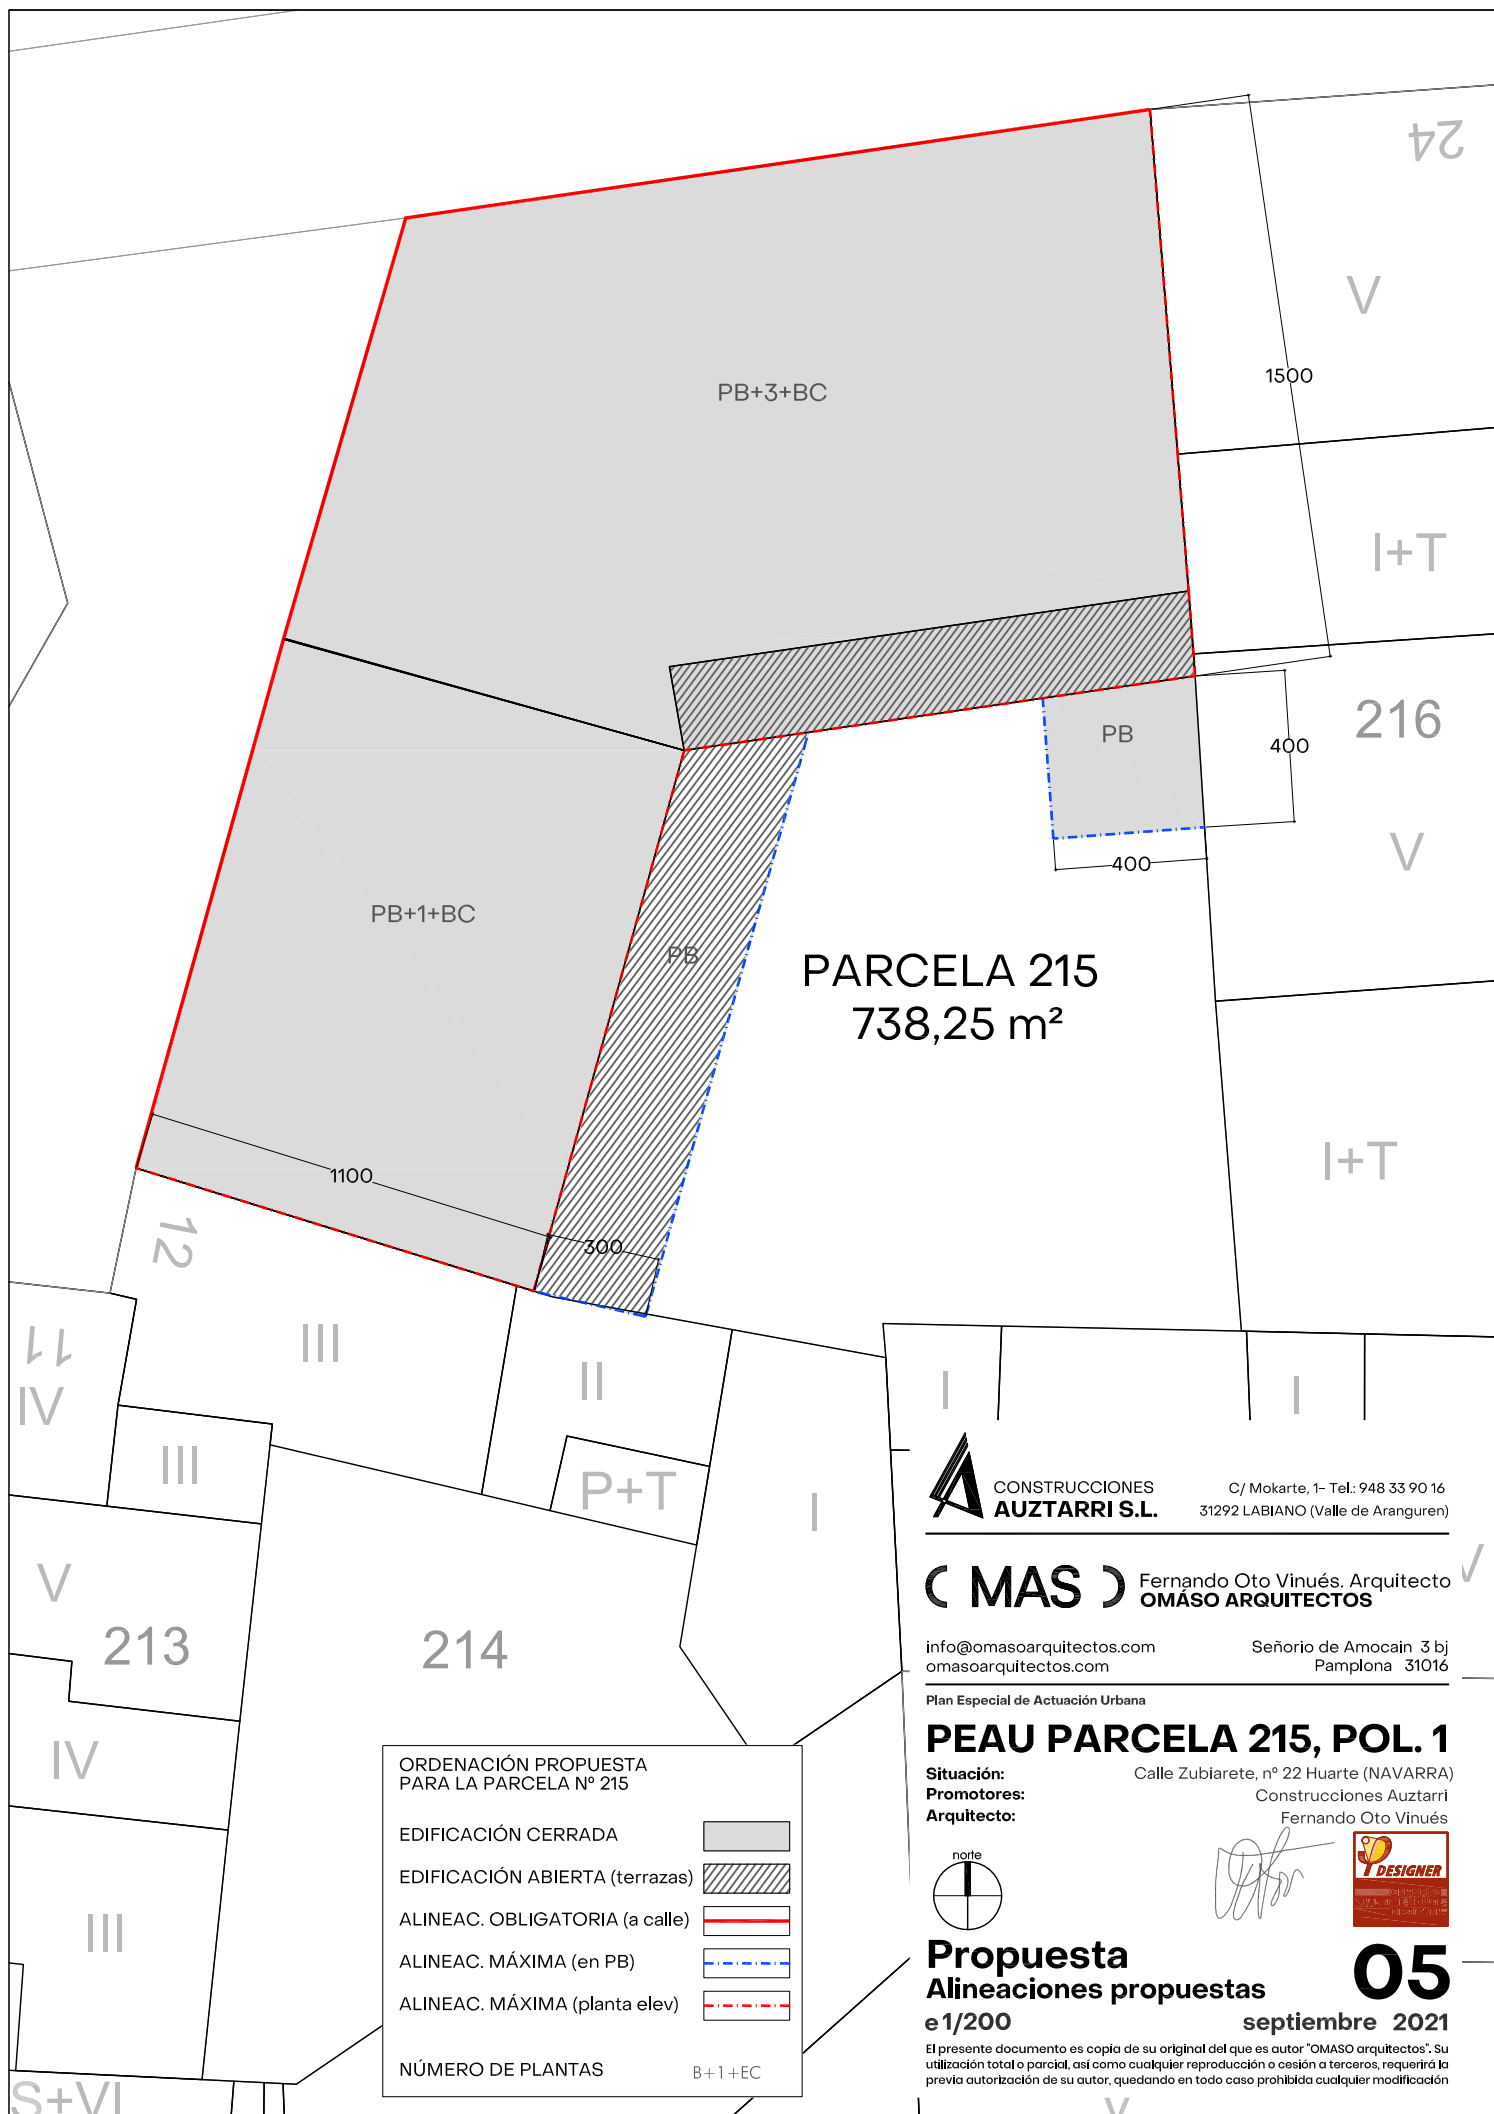 24
V
1500
PB+3+BC
I+T
216
PB
400
V
400
PB+1+BC
PB
PARCELA 215
738,25 m²
I+T
1100
300
12
11
IV
III
II
I
I
III
P+T
I
V
213
214
IV
III
S+VI
V
V
CONSTRUCCIONES
AUZTARRI S.L.
C/ Mokarte, 1- Tel.: 948 33 90 16
31292 LABIANO (Valle de Aranguren)
OMASO
Fernando Oto Vinués. Arquitecto
OMÁSO ARQUITECTOS
info@omasoarquitectos.com
omasoarquitectos.com
Señorio de Amocain 3 bj
Pamplona 31016
Plan Especial de Actuación Urbana
PEAU PARCELA 215, POL. 1
Situación: Calle Zubiarete, nº 22 Huarte (NAVARRA)
Promotores: Construcciones Auztarri
Arquitecto: Fernando Oto Vinués
norte
DESIGNER
Propuesta
Alineaciones propuestas
05
e 1/200
septiembre 2021
El presente documento es copia de su original del que es autor "OMASO arquitectos". Su
utilización total o parcial, así como cualquier reproducción o cesión a terceros, requerirá la
previa autorización de su autor, quedando en todo caso prohibida cualquier modificación
ORDENACIÓN PROPUESTA
PARA LA PARCELA Nº 215
EDIFICACIÓN CERRADA
EDIFICACIÓN ABIERTA (terrazas)
ALINEAC. OBLIGATORIA (a calle)
ALINEAC. MÁXIMA (en PB)
ALINEAC. MÁXIMA (planta elev)
NÚMERO DE PLANTAS B+1+EC